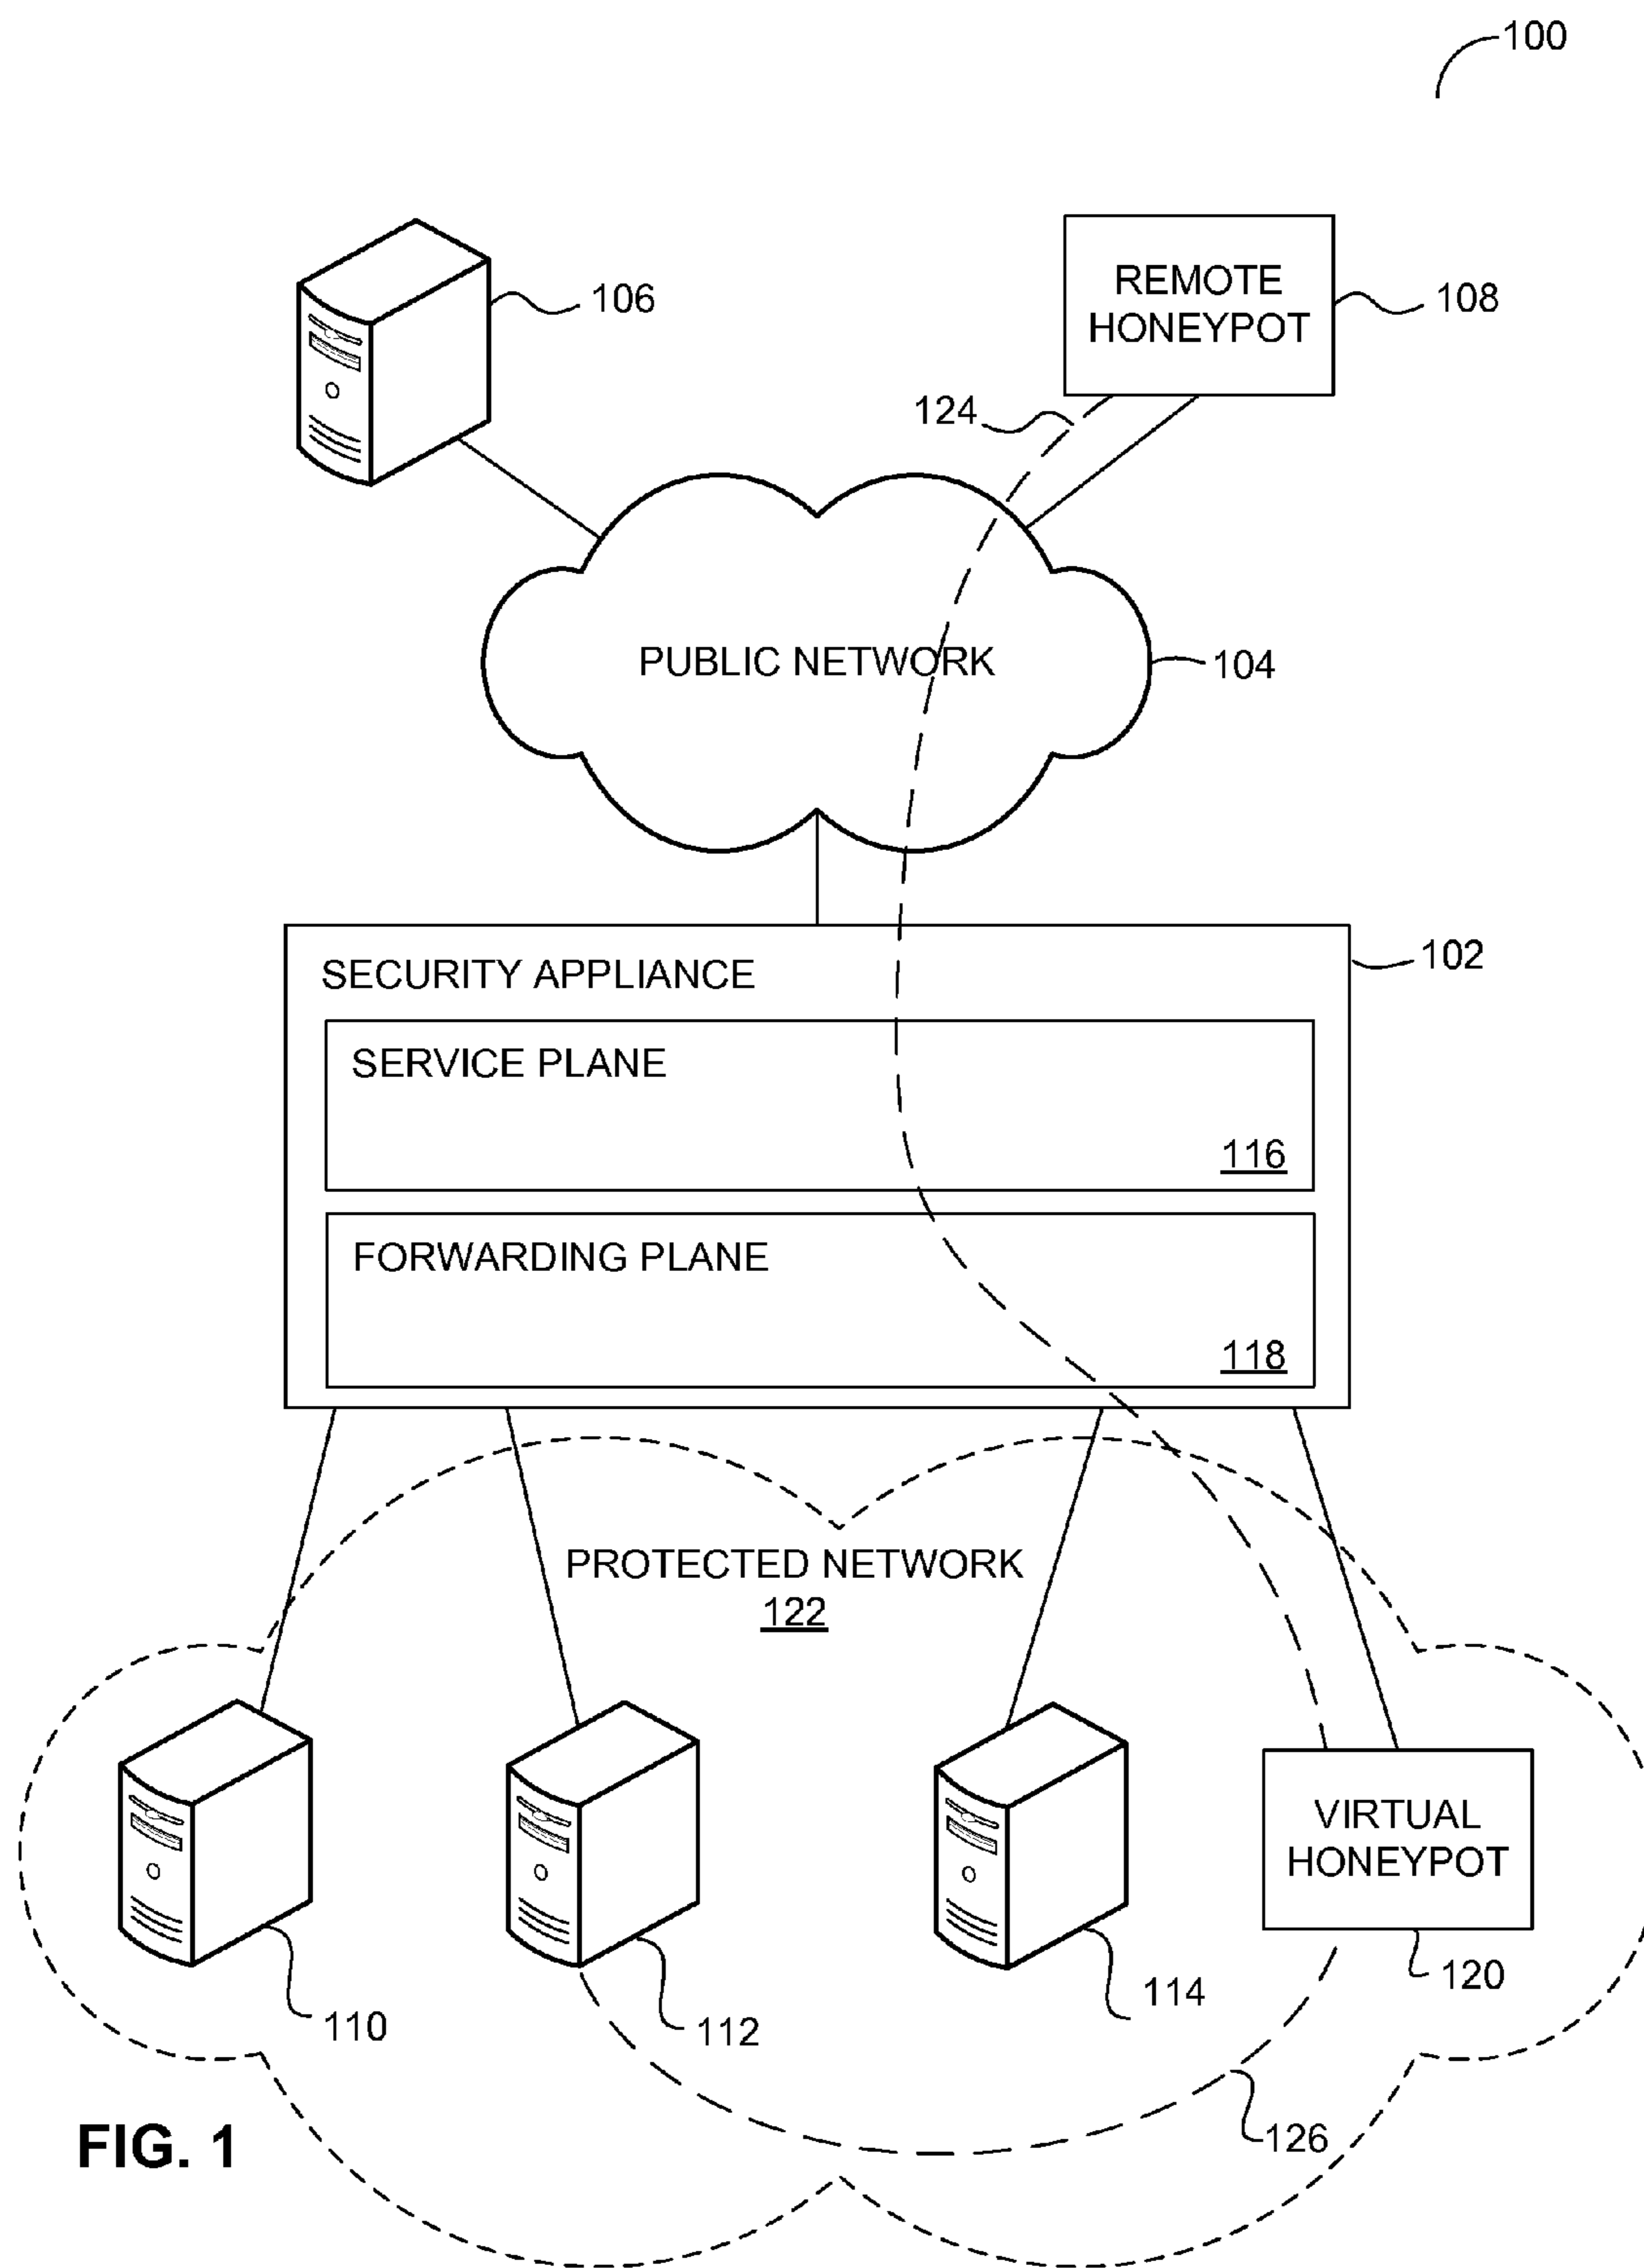 100
106
REMOTE
HONEYPOT
108
124
PUBLIC NETWORK
104
SECURITY APPLIANCE
102
SERVICE PLANE
116
FORWARDING PLANE
118
PROTECTED NETWORK
122
VIRTUAL
HONEYPOT
110
112
114
120
126
FIG. 1